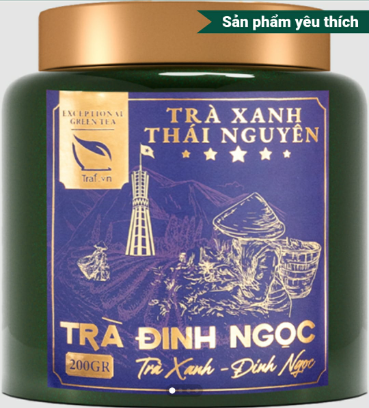 Sản phẩm yêu thích
EXCEPTIONAL
GREEN TEA
TRÀ XANH
THÁI NGUYÊN
TRÀ ĐINH NGỌC
200GR
Trà Xanh - Đinh Ngọc